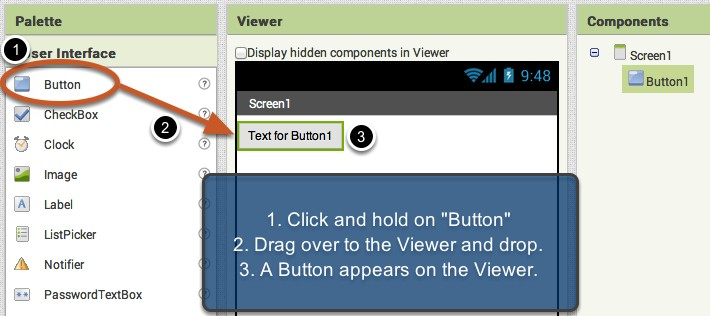 Palette
User Interface
1
Button
CheckBox
Clock
Image
Label
ListPicker
Notifier
PasswordTextBox
2
Viewer
Display hidden components in Viewer
9:48
Screen1
Text for Button1
3
1. Click and hold on "Button"
2. Drag over to the Viewer and drop.
3. A Button appears on the Viewer.
Components
Screen1
Button1